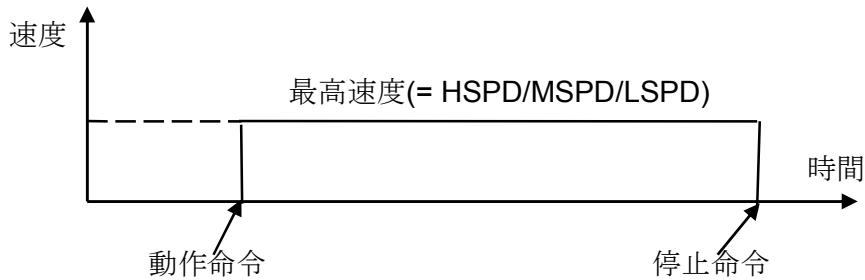 速度
最高速度(= HSPD/MSPD/LSPD)
時間
動作命令
停止命令